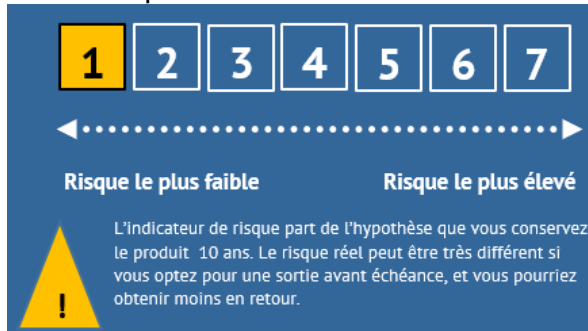 1 2 3 4 5 6 7
Risque le plus faible Risque le plus élevé
L'indicateur de risque part de l'hypothèse que vous conservez
le produit 10 ans. Le risque réel peut être très différent si
vous optez pour une sortie avant échéance, et vous pourriez
obtenir moins en retour.
!